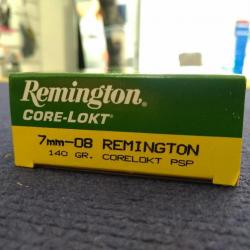 Remington.
CORE-LOKT®
7mm-08 REMINGTON
140 GR. CORELOKT PSP